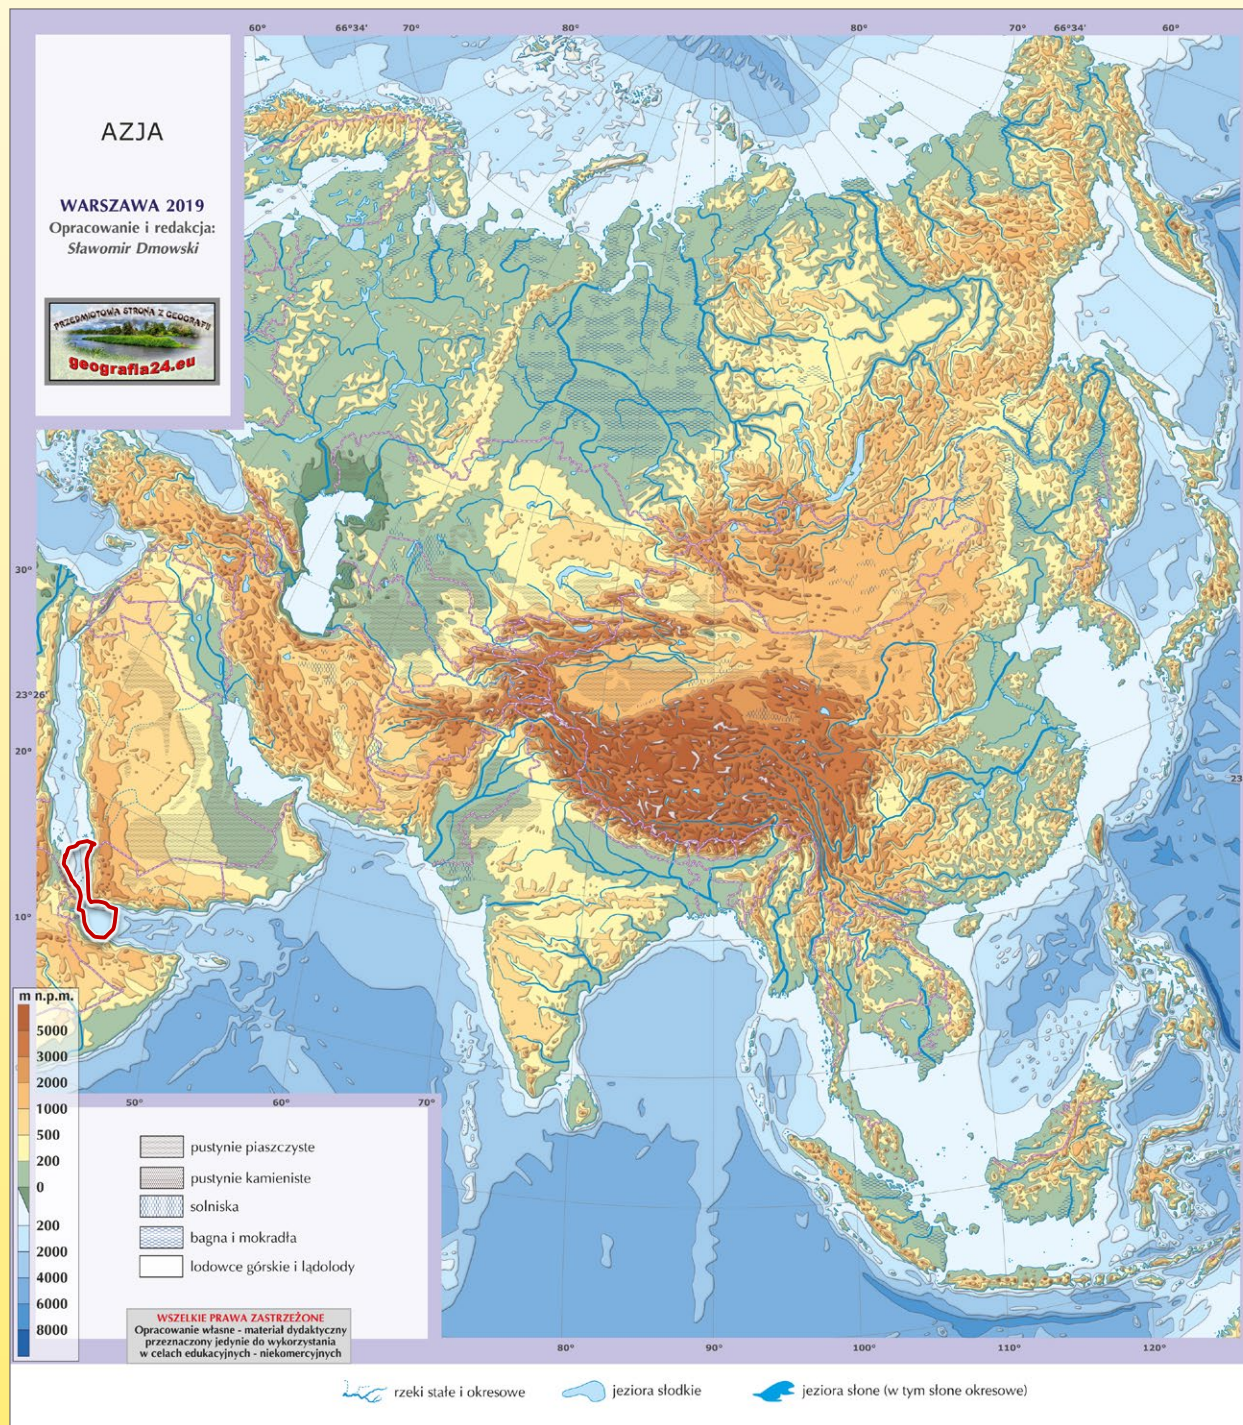 60° 66°34' 70° 80° 80° 70° 66°34' 60°
AZJA
WARSZAWA 2019
Opracowanie i redakcja:
Sławomir Dmowski
PRZEDMIOTOWA STRONA Z GEOGRAFII
geografia24.eu
30°
23°26'
20°
23
10°
m n.p.m.
5000
3000
2000
1000
500
200
0
200
2000
4000
6000
8000
50° 60° 70°
pustynie piaszczyste
pustynie kamieniste
solniska
bagna i mokradła
lodowce górskie i lądolody
WSZELKIE PRAWA ZASTRZEŻONE
Opracowanie własne - materiał dydaktyczny
przeznaczony jedynie do wykorzystania
w celach edukacyjnych - niekomercyjnych
80° 90° 100° 110° 120°
rzeki stałe i okresowe
jeziora słodkie
jeziora słone (w tym słone okresowe)